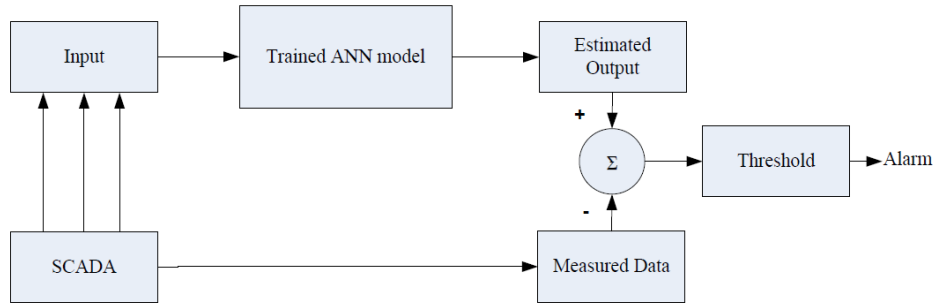 Input
Trained ANN model
Estimated
Output
+
Σ
Threshold
Alarm
-
SCADA
Measured Data